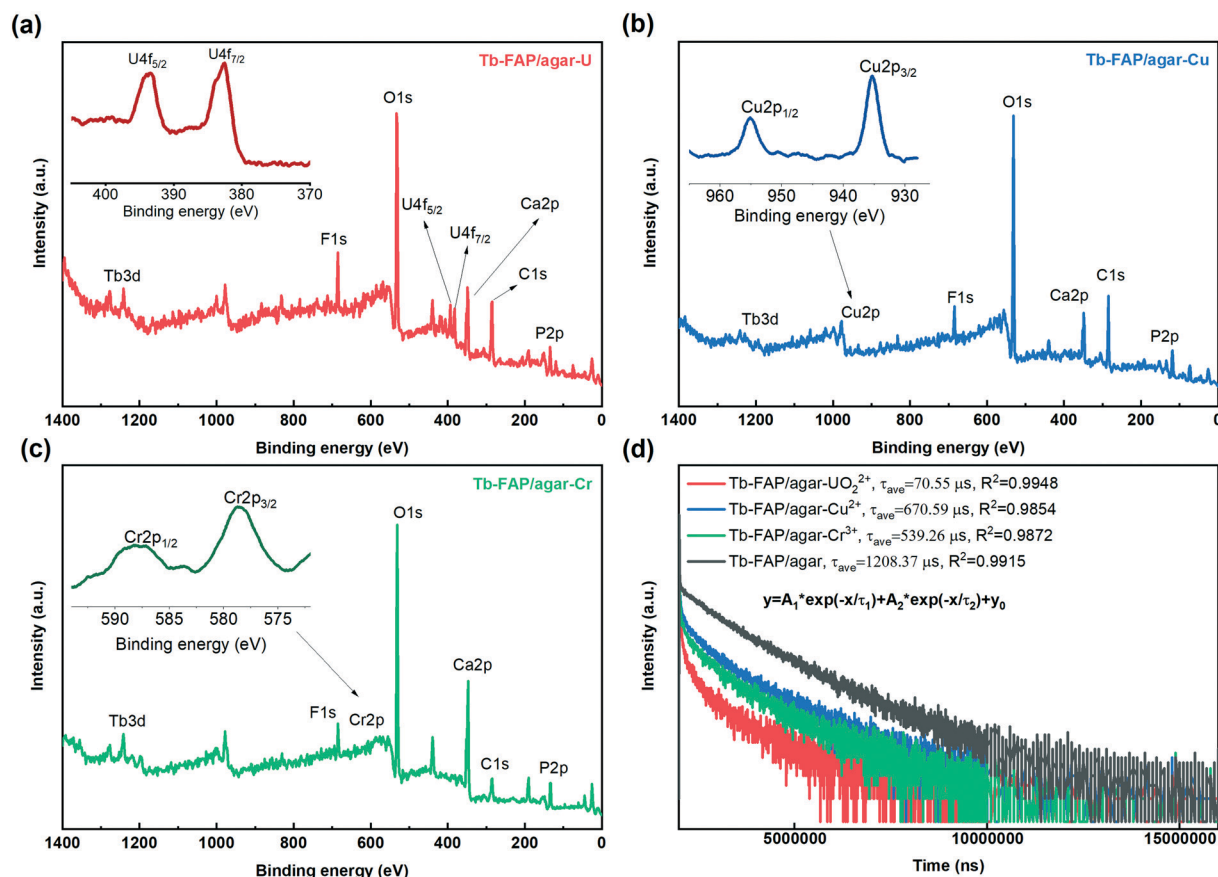 (a)
Tb-FAP/agar-U
U4f5/2
U4f7/2
400 390 380 370
Binding energy (eV)
O1s
U4f5/2
U4f7/2
Ca2p
C1s
F1s
Tb3d
P2p
Intensity (a.u.)
1400 1200 1000 800 600 400 200 0
Binding energy (eV)
(b)
Tb-FAP/agar-Cu
Cu2p1/2
Cu2p3/2
960 950 940 930
Binding energy (eV)
O1s
Tb3d
Cu2p
F1s
Ca2p
C1s
P2p
Intensity (a.u.)
1400 1200 1000 800 600 400 200 0
Binding energy (eV)
(c)
Tb-FAP/agar-Cr
Cr2p1/2
Cr2p3/2
590 585 580 575
Binding energy (eV)
O1s
Tb3d
F1s
Cr2p
Ca2p
C1s
P2p
Intensity (a.u.)
1400 1200 1000 800 600 400 200 0
Binding energy (eV)
(d)
Tb-FAP/agar-UO₂²⁺, τave=70.55 μs, R²=0.9948
Tb-FAP/agar-Cu²⁺, τave=670.59 μs, R²=0.9854
Tb-FAP/agar-Cr³⁺, τave=539.26 μs, R²=0.9872
Tb-FAP/agar, τave=1208.37 μs, R²=0.9915
y=A₁*exp(-x/τ₁)+A₂*exp(-x/τ₂)+y₀
Intensity (a.u.)
5000000 10000000 15000000
Time (ns)